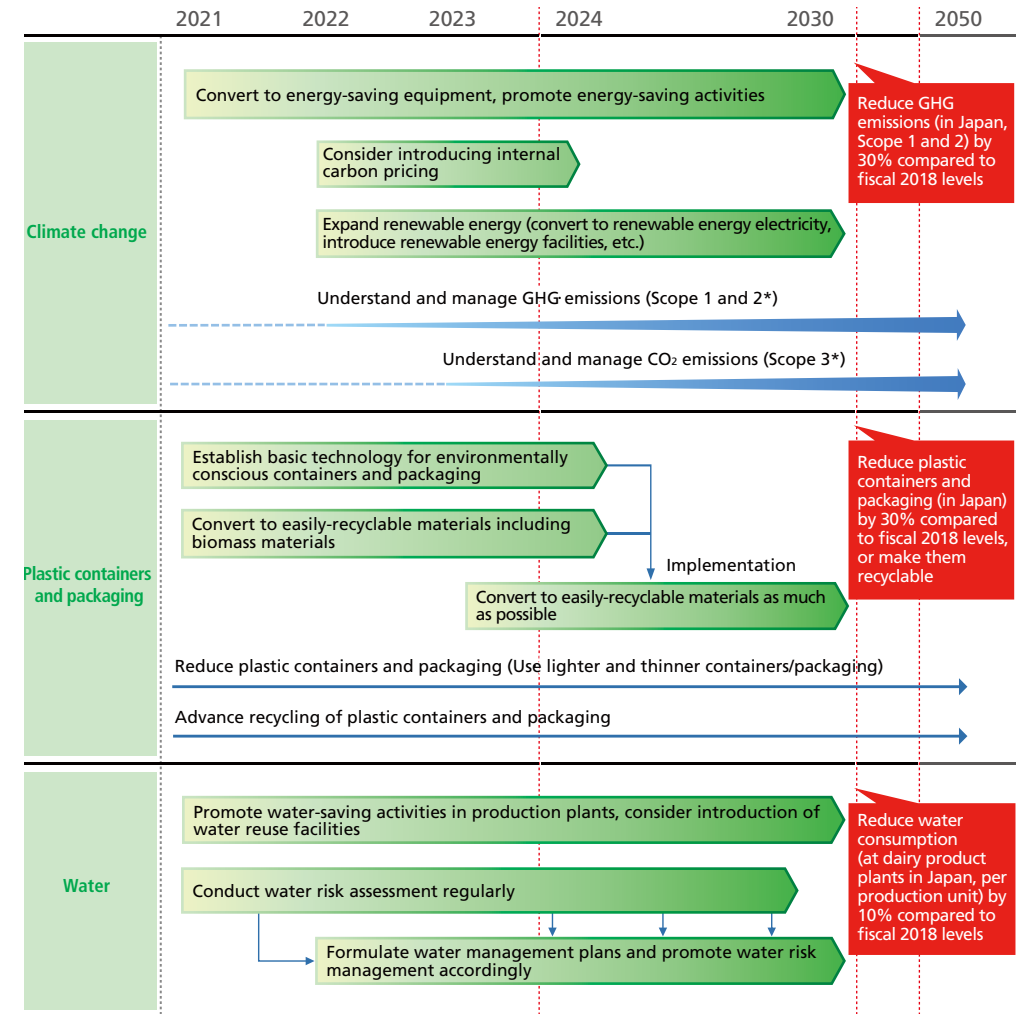 2021 2022 2023 2024 2030 2050
Climate change
Convert to energy-saving equipment, promote energy-saving activities
Consider introducing internal
carbon pricing
Expand renewable energy (convert to renewable energy electricity,
introduce renewable energy facilities, etc.)
Understand and manage GHG emissions (Scope 1 and 2*)
Understand and manage CO₂ emissions (Scope 3*)
Reduce GHG
emissions (in Japan,
Scope 1 and 2) by
30% compared to
fiscal 2018 levels
Plastic containers
and packaging
Establish basic technology for environmentally
conscious containers and packaging
Convert to easily-recyclable materials including
biomass materials
Implementation
Convert to easily-recyclable materials as much
as possible
Reduce plastic containers and packaging (Use lighter and thinner containers/packaging)
Advance recycling of plastic containers and packaging
Reduce plastic
containers and
packaging (in Japan)
by 30% compared
to fiscal 2018 levels,
or make them
recyclable
Water
Promote water-saving activities in production plants, consider introduction of
water reuse facilities
Conduct water risk assessment regularly
Formulate water management plans and promote water risk
management accordingly
Reduce water
consumption
(at dairy product
plants in Japan, per
production unit) by
10% compared to
fiscal 2018 levels